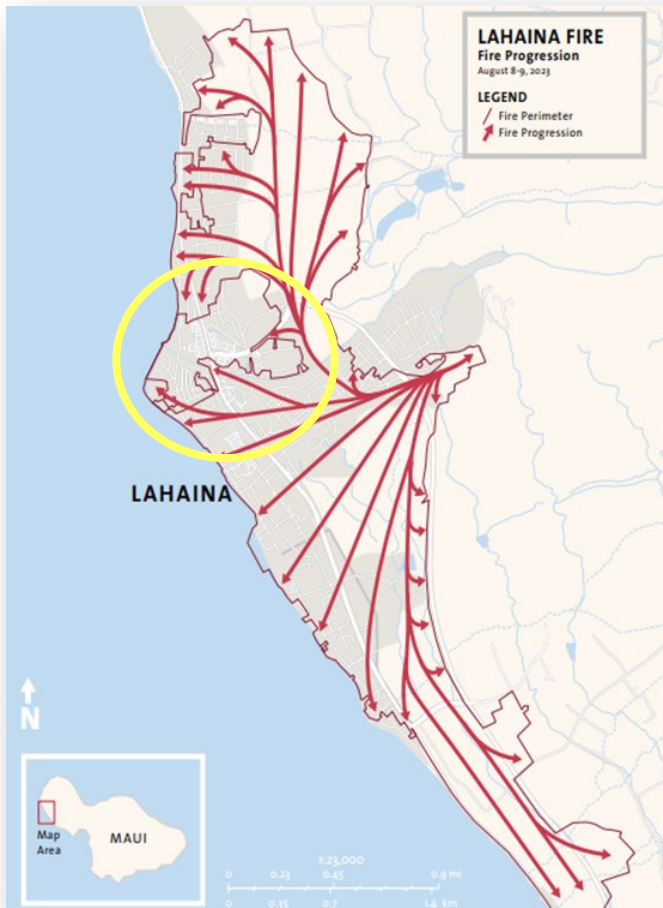 LAHAINA FIRE
Fire Progression
August 8-9, 2023
LEGEND
Fire Perimeter
Fire Progression
LAHAINA
N
Map
Area
MAUI
1:23,000
0 0.23 0.45 0.9 mi
0 0.35 0.7 1.4 km